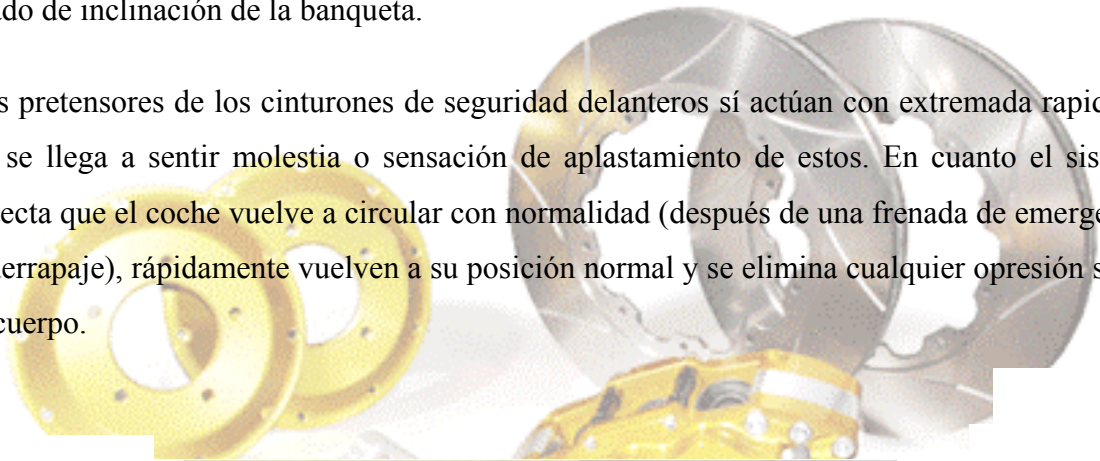 ado de inclinación de la banqueta.
s pretensores de los cinturones de seguridad delanteros sí actúan con extremada rapid
se llega a sentir molestia o sensación de aplastamiento de estos. En cuanto el sis
ecta que el coche vuelve a circular con normalidad (después de una frenada de emerge
errapaje), rápidamente vuelven a su posición normal y se elimina cualquier opresión s
cuerpo.